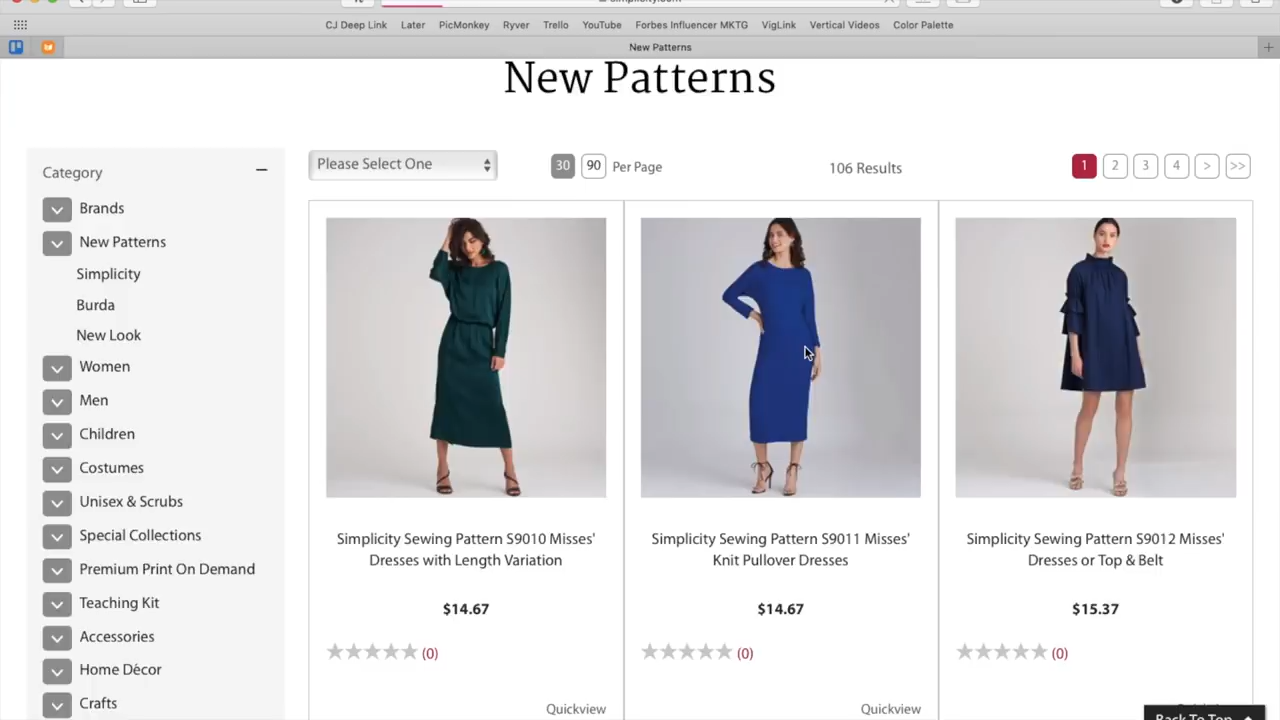 CJ Deep Link Later PicMonkey Ryver Trello YouTube Forbes Influencer MKTG VigLink Vertical Videos Color Palette
New Patterns
New Patterns
Category
Brands
New Patterns
Simplicity
Burda
New Look
Women
Men
Children
Costumes
Unisex & Scrubs
Special Collections
Premium Print On Demand
Teaching Kit
Accessories
Home Décor
Crafts
Please Select One
30 90 Per Page
106 Results
1 2 3 4 > >>
Simplicity Sewing Pattern S9010 Misses'
Dresses with Length Variation
$14.67
(0)
Quickview
Simplicity Sewing Pattern S9011 Misses'
Knit Pullover Dresses
$14.67
(0)
Quickview
Simplicity Sewing Pattern S9012 Misses'
Dresses or Top & Belt
$15.37
(0)
Back To Top